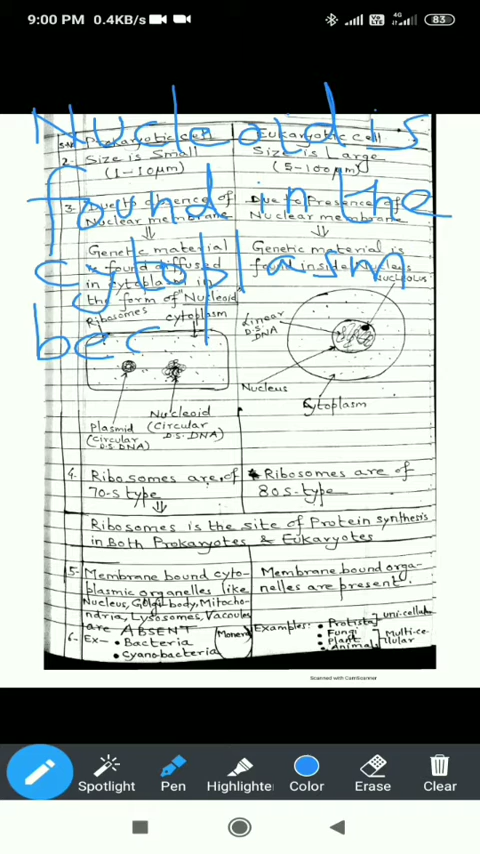 9:00 PM 0.4KB/s
4G
83
Nucleoid is
found in the
cytoplasm
bec
Prokaryotic cell Eukaryotic cell
2. Size is Small Size is Large
(1-10μm) (5-100μm)
3. Due to absence of Due to Presence of
Nuclear membrane Nuclear membrane
⇓ ⇓
Genetic material Genetic material is
is found diffused found inside Nucleus
in cytoplasm in Nucleolus
the form of "Nucleoid"
Ribosomes cytoplasm Linear
D.S. DNA
Nucleus
Cytoplasm
Nucleoid
Plasmid (Circular
(Circular D.S. DNA)
D.S. DNA)
4. Ribosomes are of Ribosomes are of
70-S type 80S-type
⇓
Ribosomes is the site of Protein synthesis
in Both Prokaryotes & Eukaryotes
5- Membrane bound cyto- Membrane bound orga-
plasmic organelles like nelles are present.
Nucleus, Golgi body, Mitocho-
ndria, Lysosomes, Vacuoles
are ABSENT
6- Ex- • Bacteria Monera Examples: • Protista uni-cellular
• Cyanobacteria • Fungi Multi-ce-
• Plant llular
• Animals
Scanned with CamScanner
Spotlight Pen Highlighte Color Erase Clear